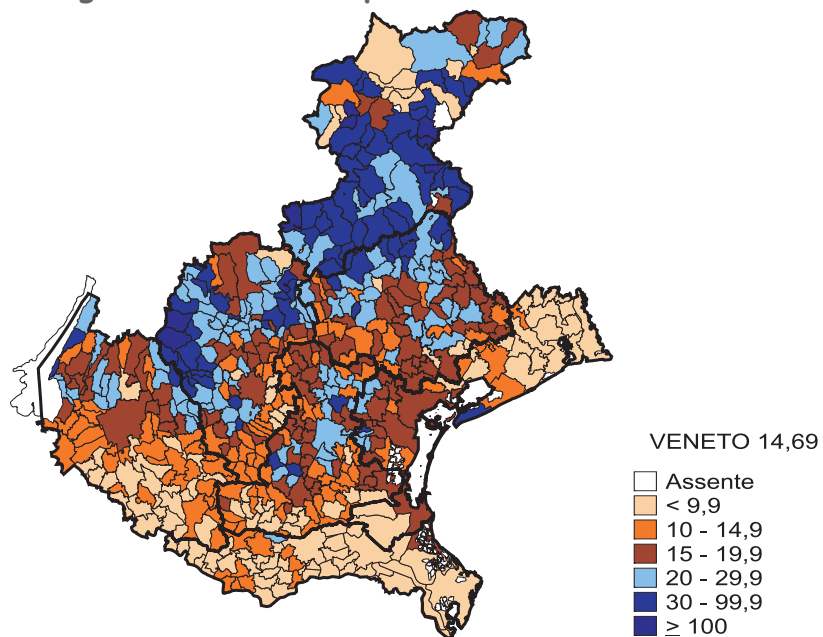 VENETO 14,69
Assente
< 9,9
10 - 14,9
15 - 19,9
20 - 29,9
30 - 99,9
≥ 100